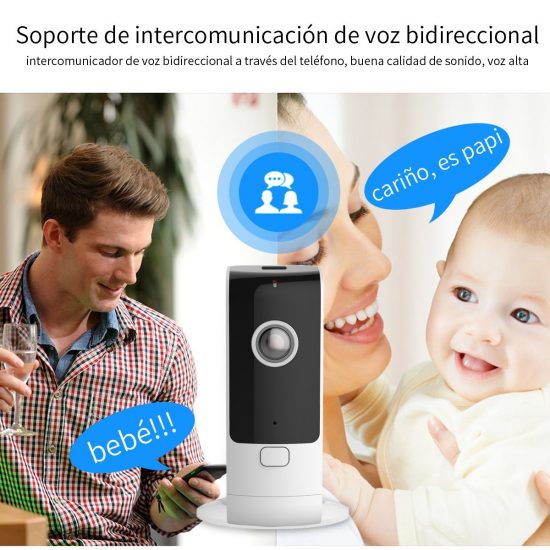 Soporte de intercomunicación de voz bidireccional
intercomunicador de voz bidireccional a través del teléfono, buena calidad de sonido, voz alta
cariño, es papi
bebé!!!